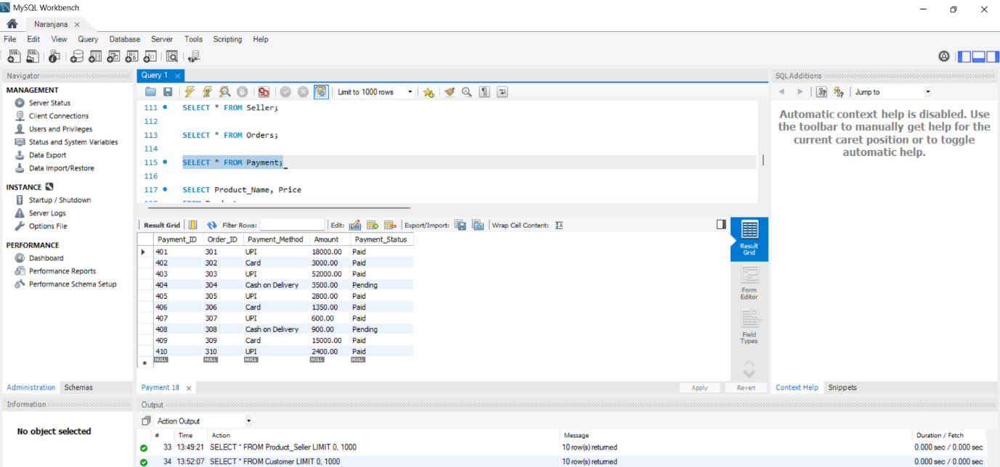 MySQL Workbench
Naranjana
File Edit View Query Database Server Tools Scripting Help
Navigator
MANAGEMENT
Server Status
Client Connections
Users and Privileges
Status and System Variables
Data Export
Data Import/Restore
INSTANCE
Startup / Shutdown
Server Logs
Options File
PERFORMANCE
Dashboard
Performance Reports
Performance Schema Setup
Administration Schemas
Information
No object selected
Query 1
Limit to 1000 rows
111 SELECT * FROM Seller;
112
113 SELECT * FROM Orders;
114
115 SELECT * FROM Payment;
116
117 SELECT Product_Name, Price
Result Grid Filter Rows: Edit: Export/Import: Wrap Cell Content:
Payment_ID Order_ID Payment_Method Amount Payment_Status
401 301 UPI 18000.00 Paid
402 302 Card 3000.00 Paid
403 303 UPI 52000.00 Paid
404 304 Cash on Delivery 3500.00 Pending
405 305 UPI 2800.00 Paid
406 306 Card 1350.00 Paid
407 307 UPI 600.00 Paid
408 308 Cash on Delivery 900.00 Pending
409 309 Card 15000.00 Paid
410 310 UPI 2400.00 Paid
NULL NULL NULL NULL NULL
Result
Grid
Form
Editor
Field
Types
Payment 18 Apply Revert
Output
Action Output
# Time Action Message Duration / Fetch
33 13:49:21 SELECT * FROM Product_Seller LIMIT 0, 1000 10 row(s) returned 0.000 sec / 0.000 sec
34 13:52:07 SELECT * FROM Customer LIMIT 0, 1000 10 row(s) returned 0.000 sec / 0.000 sec
SQLAdditions
Jump to
Automatic context help is disabled. Use
the toolbar to manually get help for the
current caret position or to toggle
automatic help.
Context Help Snippets